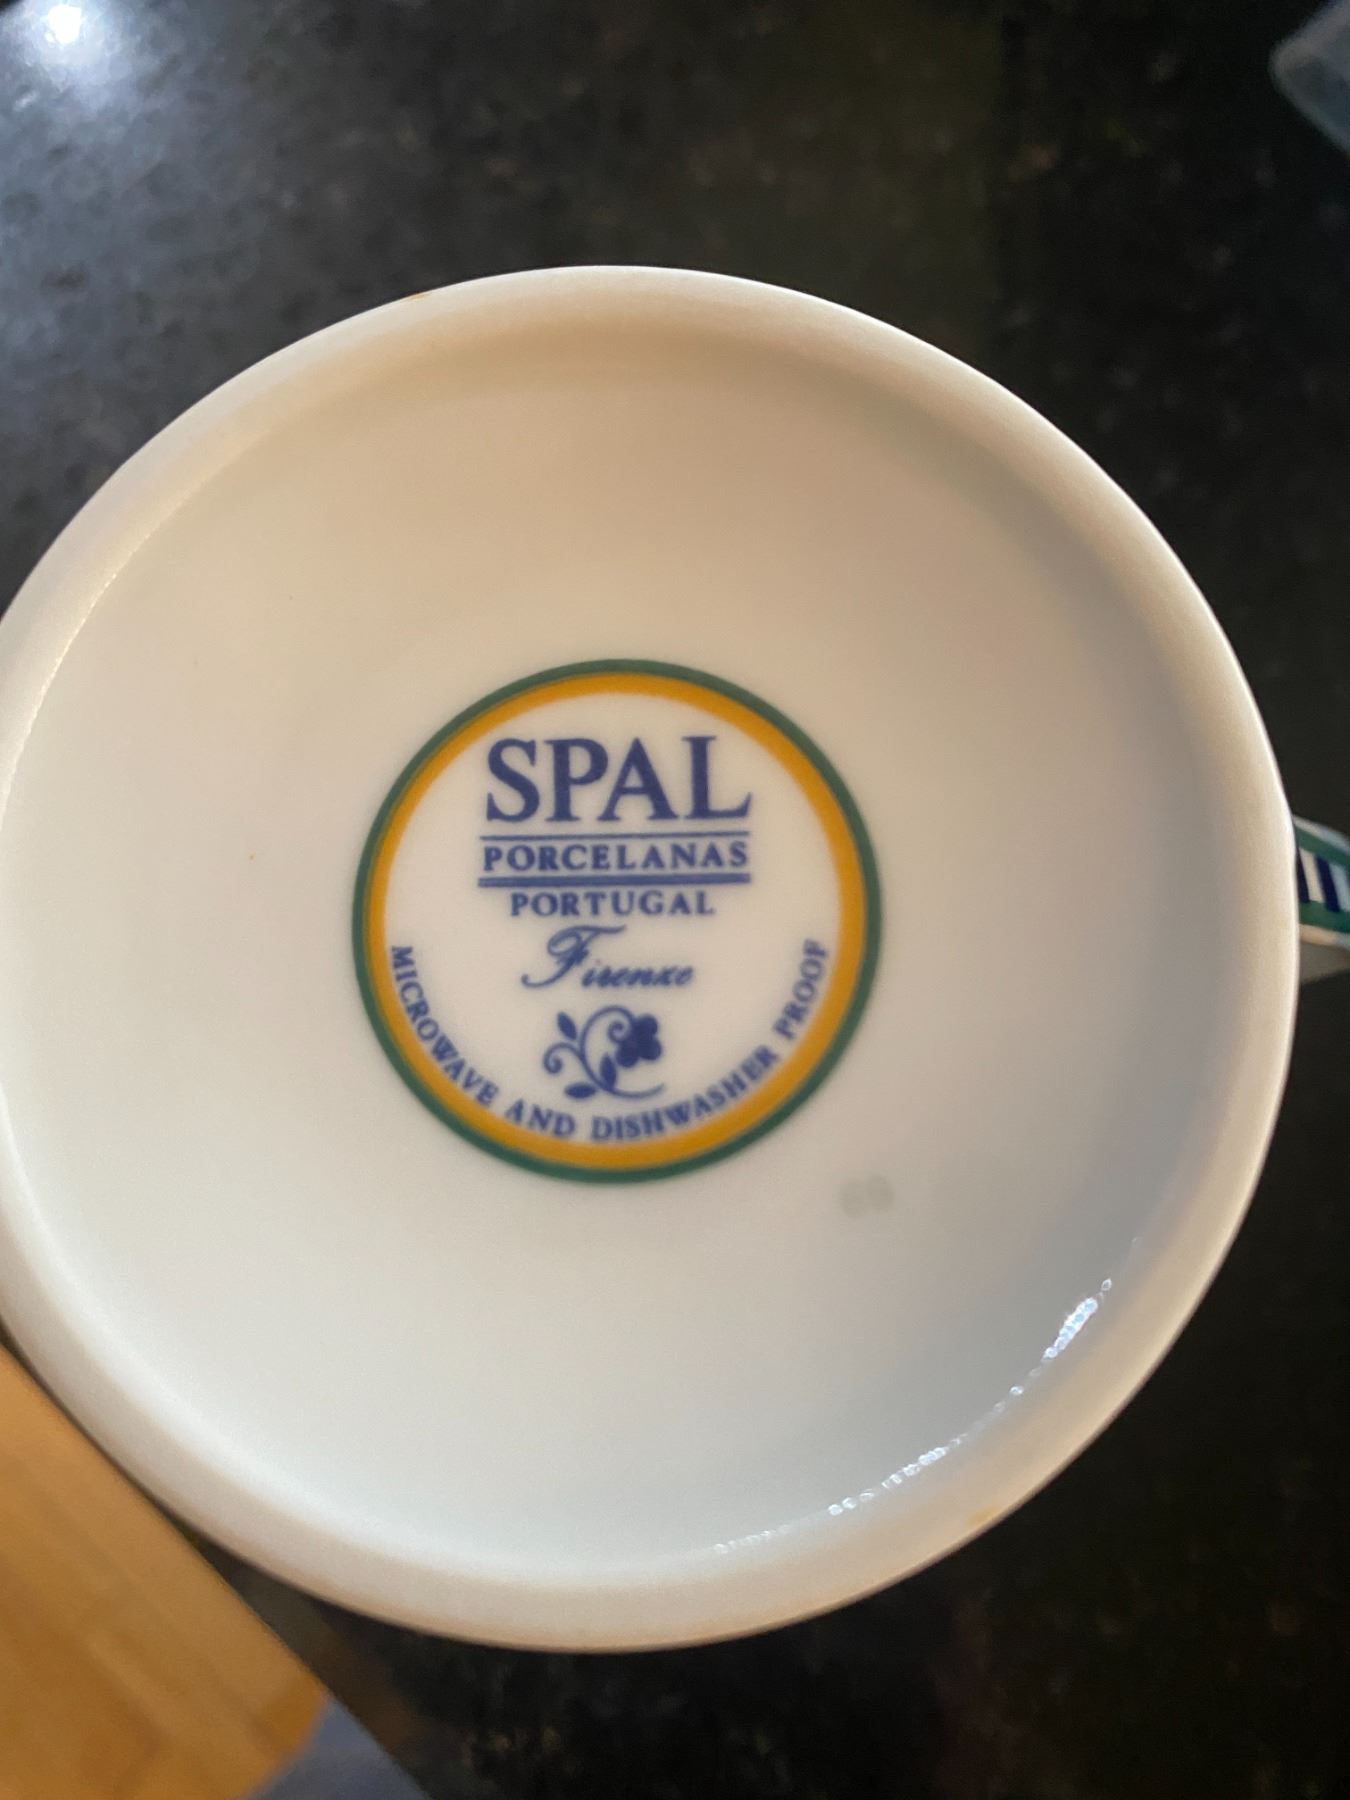 SPAL
PORCELANAS
PORTUGAL
Firenze
MICROWAVE AND DISHWASHER PROOF